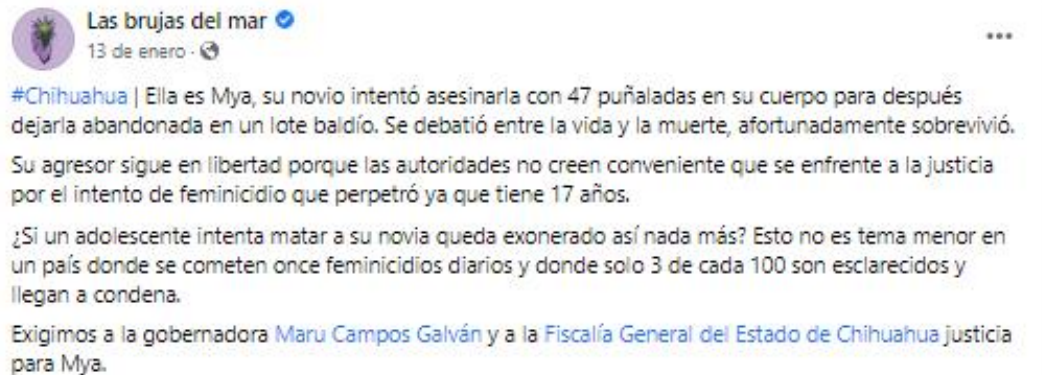 Las brujas del mar
13 de enero ·
#Chihuahua | Ella es Mya, su novio intentó asesinarla con 47 puñaladas en su cuerpo para después
dejarla abandonada en un lote baldío. Se debatió entre la vida y la muerte, afortunadamente sobrevivió.
Su agresor sigue en libertad porque las autoridades no creen conveniente que se enfrente a la justicia
por el intento de feminicidio que perpetró ya que tiene 17 años.
¿Si un adolescente intenta matar a su novia queda exonerado así nada más? Esto no es tema menor en
un país donde se cometen once feminicidios diarios y donde solo 3 de cada 100 son esclarecidos y
llegan a condena.
Exigimos a la gobernadora Maru Campos Galván y a la Fiscalía General del Estado de Chihuahua justicia
para Mya.